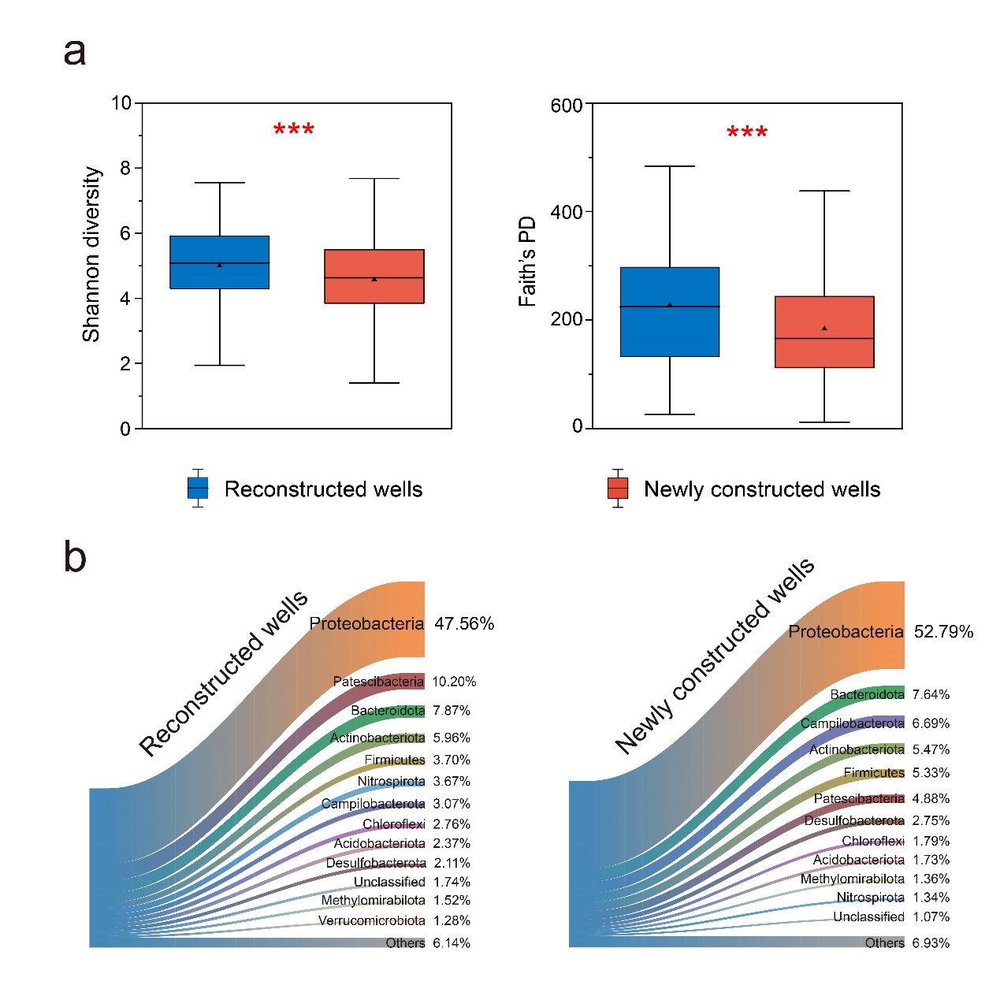 a
10
8
6
4
2
0
Shannon diversity
***
600
400
200
0
Faith's PD
***
Reconstructed wells
Newly constructed wells
b
Reconstructed wells
Proteobacteria 47.56%
Patescibacteria 10.20%
Bacteroidota 7.87%
Actinobacteriota 5.96%
Firmicutes 3.70%
Nitrospirota 3.67%
Campilobacterota 3.07%
Chloroflexi 2.76%
Acidobacteriota 2.37%
Desulfobacterota 2.11%
Unclassified 1.74%
Methylomirabilota 1.52%
Verrucomicrobiota 1.28%
Others 6.14%
Newly constructed wells
Proteobacteria 52.79%
Bacteroidota 7.64%
Campilobacterota 6.69%
Actinobacteriota 5.47%
Firmicutes 5.33%
Patescibacteria 4.88%
Desulfobacterota 2.75%
Chloroflexi 1.79%
Acidobacteriota 1.73%
Methylomirabilota 1.36%
Nitrospirota 1.34%
Unclassified 1.07%
Others 6.93%